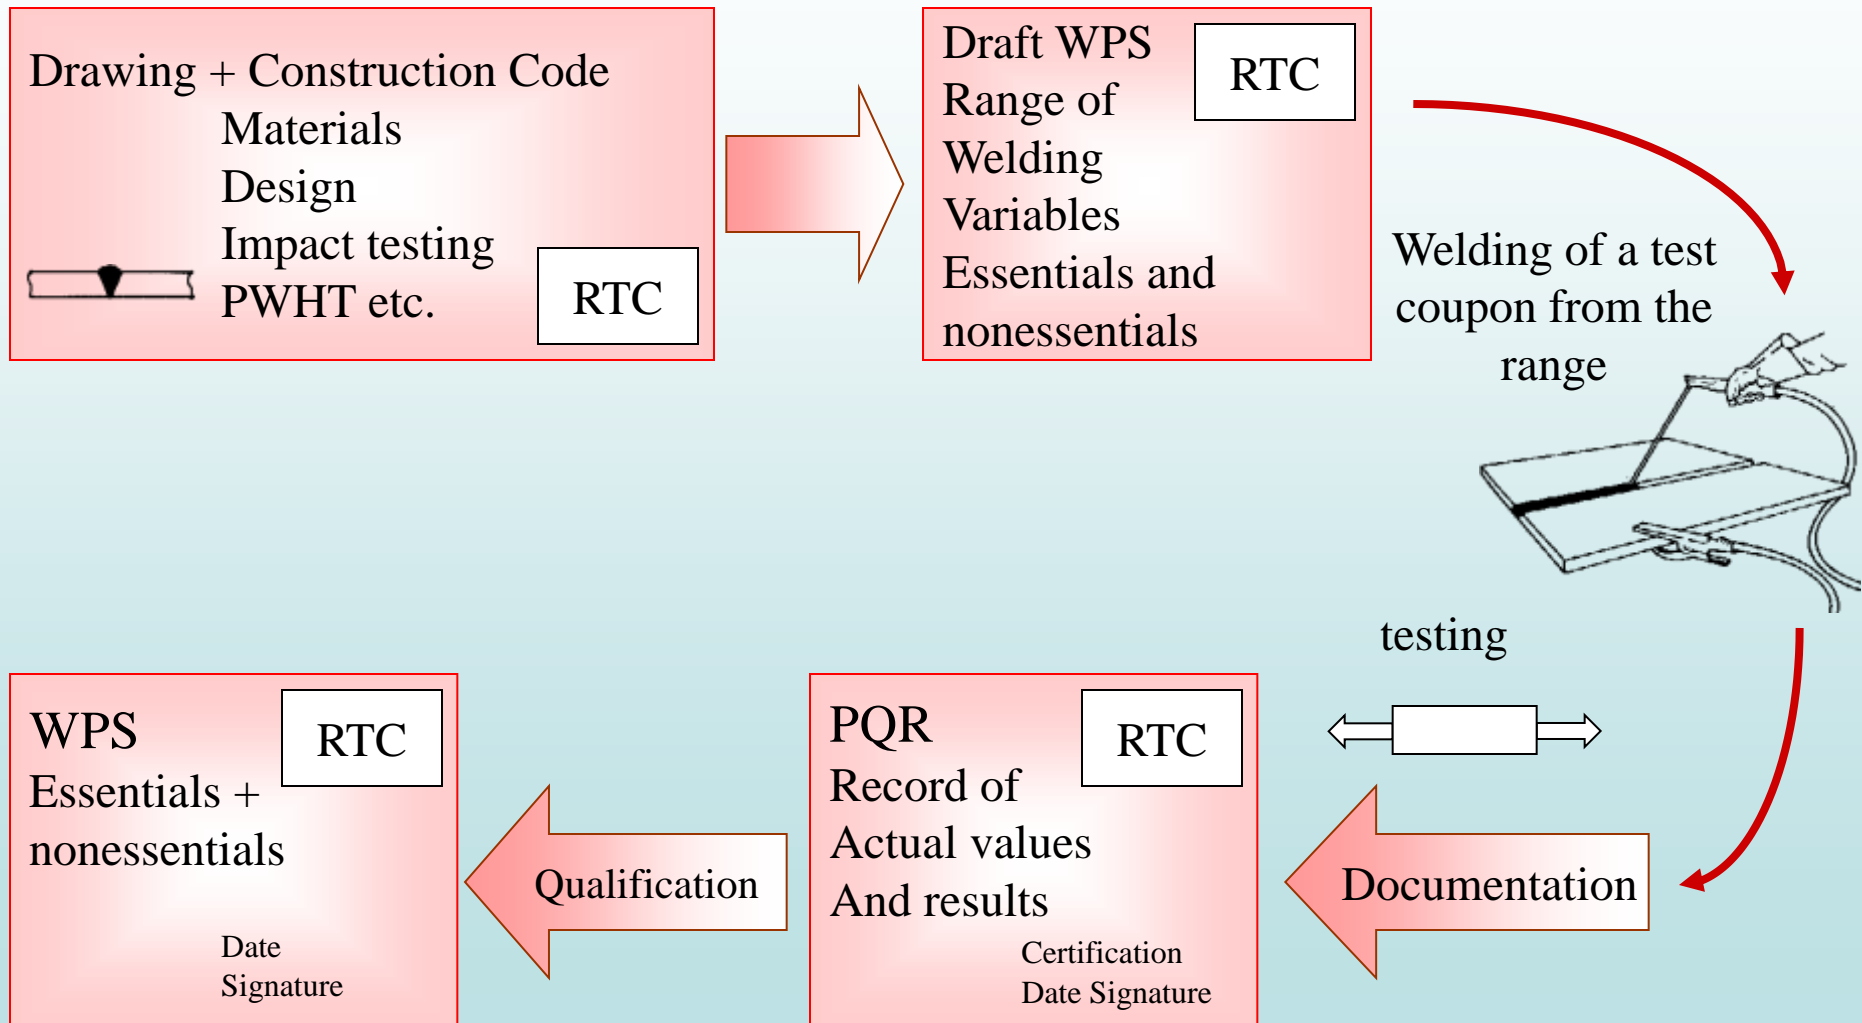 Drawing + Construction Code
Materials
Design
Impact testing
PWHT etc.
RTC
Draft WPS
RTC
Range of
Welding
Variables
Essentials and
nonessentials
Welding of a test
coupon from the
range
testing
WPS
RTC
Essentials +
nonessentials
Date
Signature
Qualification
PQR
RTC
Record of
Actual values
And results
Certification
Date Signature
Documentation